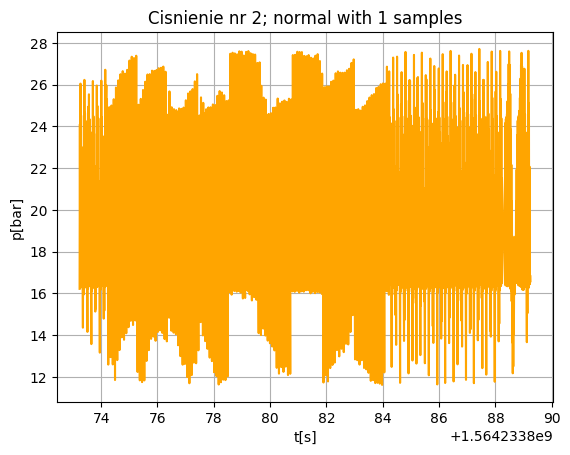 Cisnienie nr 2; normal with 1 samples
p[bar]
28
26
24
22
20
18
16
14
12
74 76 78 80 82 84 86 88 90
t[s]
+1.5642338e9